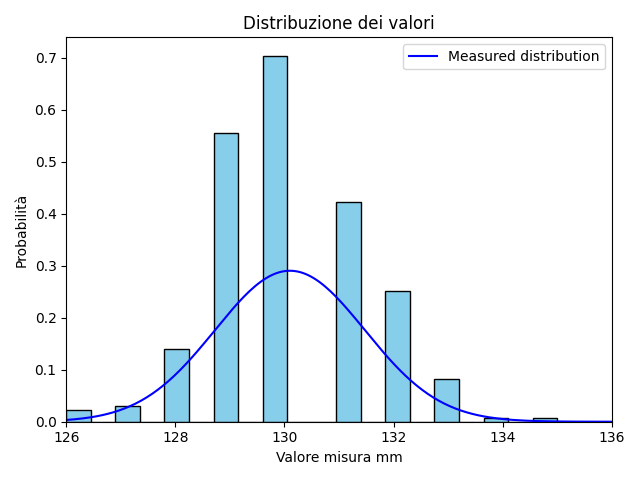 Distribuzione dei valori
Measured distribution
0.7
0.6
0.5
0.4
0.3
0.2
0.1
0.0
Probabilità
126 128 130 132 134 136
Valore misura mm